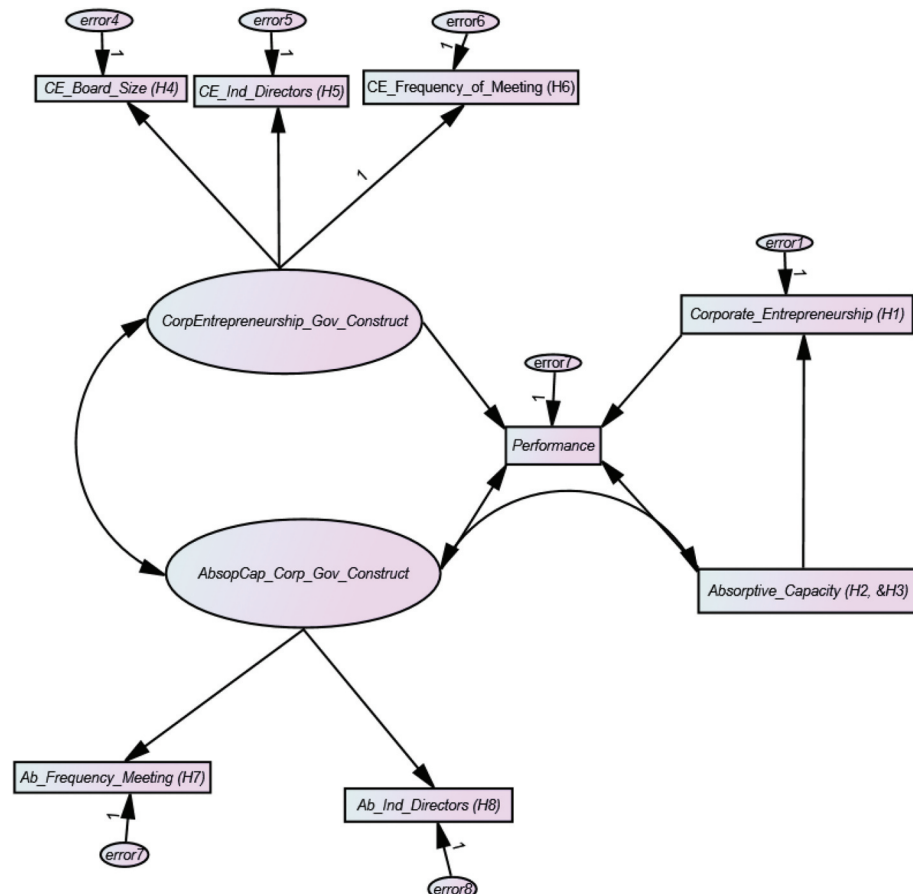 error4
error5
error6
1
1
1
CE_Board_Size (H4)
CE_Ind_Directors (H5)
CE_Frequency_of_Meeting (H6)
1
error1
1
CorpEntrepreneurship_Gov_Construct
Corporate_Entrepreneurship (H1)
error7
1
Performance
AbsopCap_Corp_Gov_Construct
Absorptive_Capacity (H2, &H3)
Ab_Frequency_Meeting (H7)
Ab_Ind_Directors (H8)
1
1
error7
error8